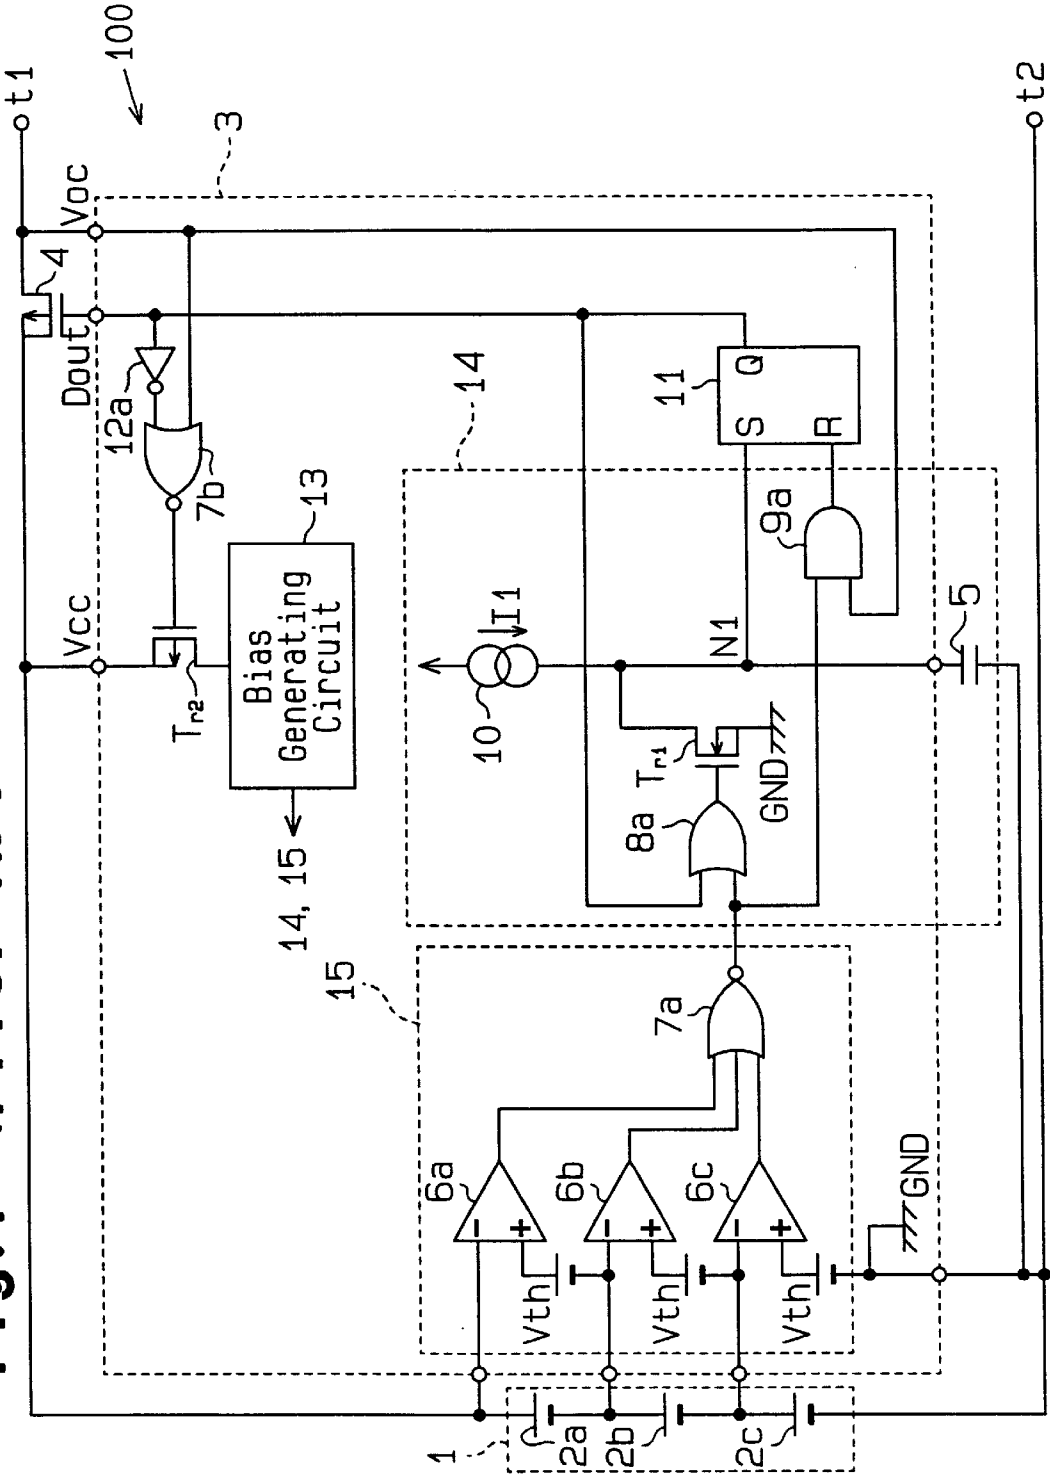 100
t1
Voc
3
4
Dout
12a
7b
Vcc
Tr2
13
Bias
Generating
Circuit
14, 15
14
11
Q
S
R
9a
I1
10
N1
5
Tr1
8a
GND
15
7a
6a
6b
6c
-
+
-
+
-
+
Vth
Vth
Vth
GND
1
2a
2b
2c
t2